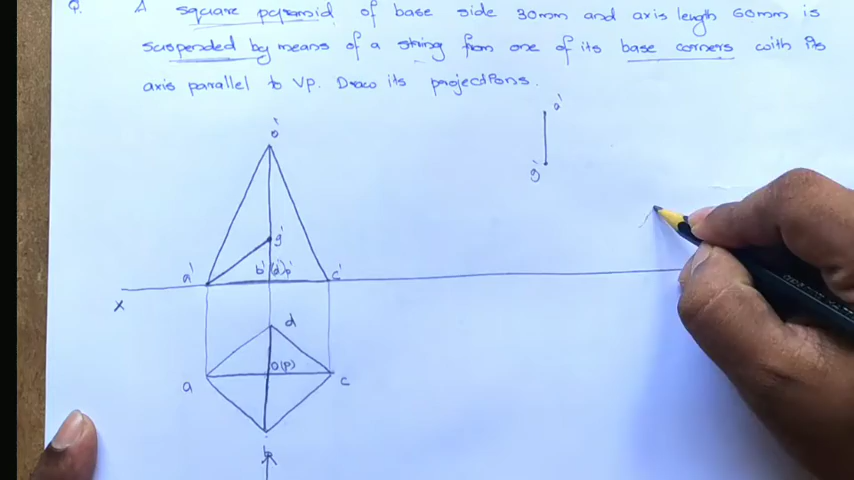 Q. A square pyramid of base side 30mm and axis length 60mm is
suspended by means of a string from one of its base corners with its
axis parallel to VP. Draw its projections.
a'
o'
g'
g'
a' b'(d')p' c'
X
d
o(p)
a c
b